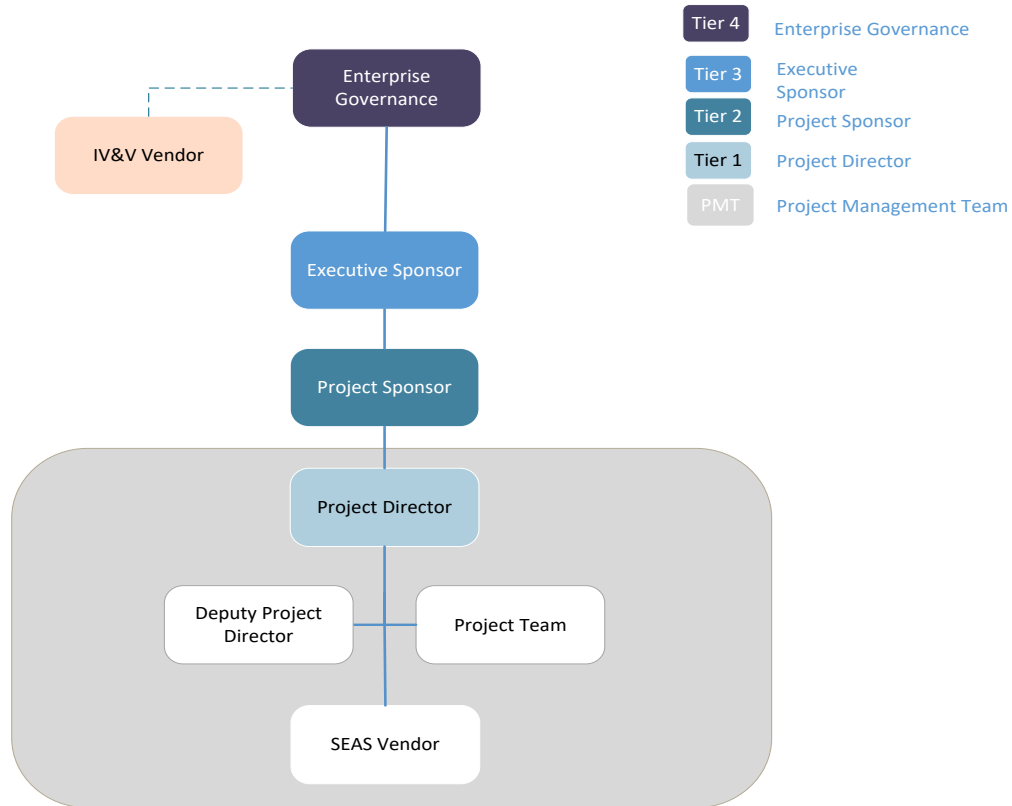 Tier 4
Enterprise Governance
Enterprise
Governance
Tier 3
Executive
Sponsor
Tier 2
Project Sponsor
IV&V Vendor
Tier 1
Project Director
PMT
Project Management Team
Executive Sponsor
Project Sponsor
Project Director
Deputy Project
Director
Project Team
SEAS Vendor